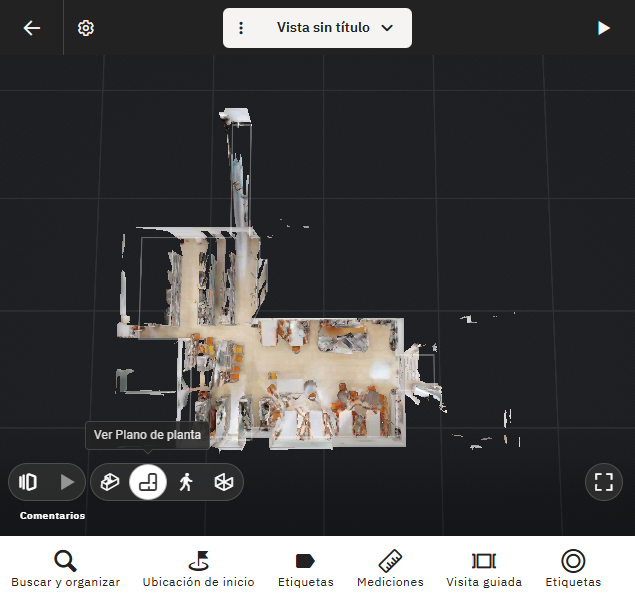 Vista sin título
Ver Plano de planta
Comentarios
Buscar y organizar
Ubicación de inicio
Etiquetas
Mediciones
Visita guiada
Etiquetas